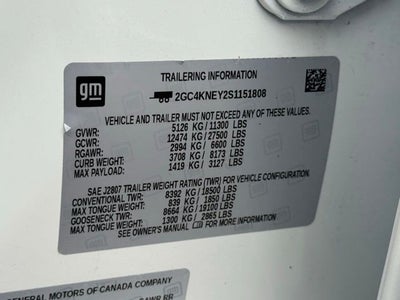 gm
TRAILERING INFORMATION
2GC4KNEY2S1151808
VEHICLE AND TRAILER MUST NOT EXCEED ANY OF THESE VALUES:
GVWR: 5126 KG/11300 LBS
GCWR: 12474 KG/27500 LBS
RGAWR: 2994 KG/ 6600 LBS
CURB WEIGHT: 3708 KG/ 8173 LBS
MAX PAYLOAD: 1419 KG/ 3127 LBS
SAE J2807 TRAILER WEIGHT RATING (TWR) FOR VEHICLE CONFIGURATION.
CONVENTIONAL TWR: 8392 KG/18500 LBS
MAX TONGUE WEIGHT: 839 KG/ 1850 LBS
GOOSENECK TWR: 8664 KG/19100 LBS
MAX TONGUE WEIGHT: 1300 KG/ 2865 LBS
SEE OWNER'S MANUAL FOR MORE INFORMATION
GENERAL MOTORS OF CANADA COMPANY